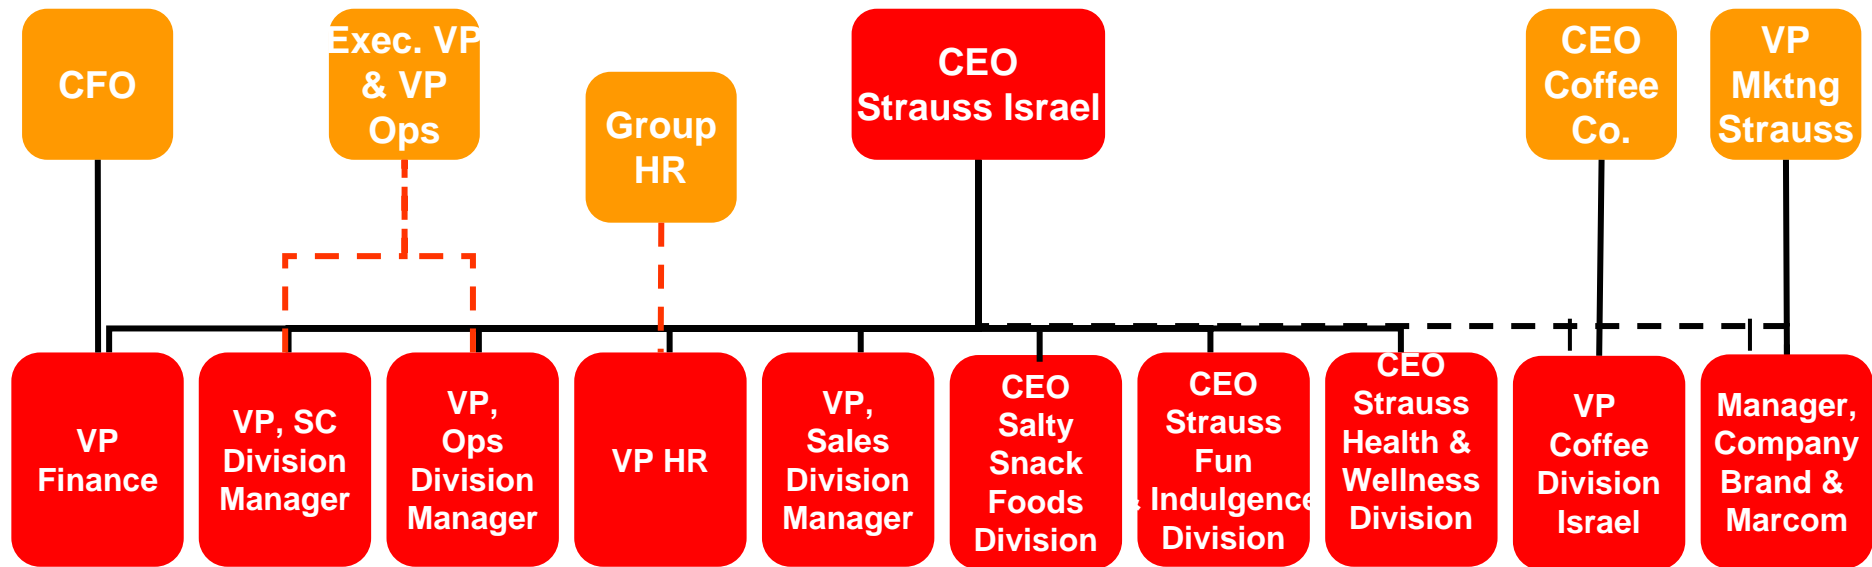 CFO
Exec. VP
& VP
Ops
Group
HR
CEO
Strauss Israel
CEO
Coffee
Co.
VP
Mktng
Strauss
VP
Finance
VP, SC
Division
Manager
VP,
Ops
Division
Manager
VP HR
VP,
Sales
Division
Manager
CEO
Salty
Snack
Foods
Division
CEO
Strauss
Fun
& Indulgence
Division
CEO
Strauss
Health &
Wellness
Division
VP
Coffee
Division
Israel
Manager,
Company
Brand &
Marcom